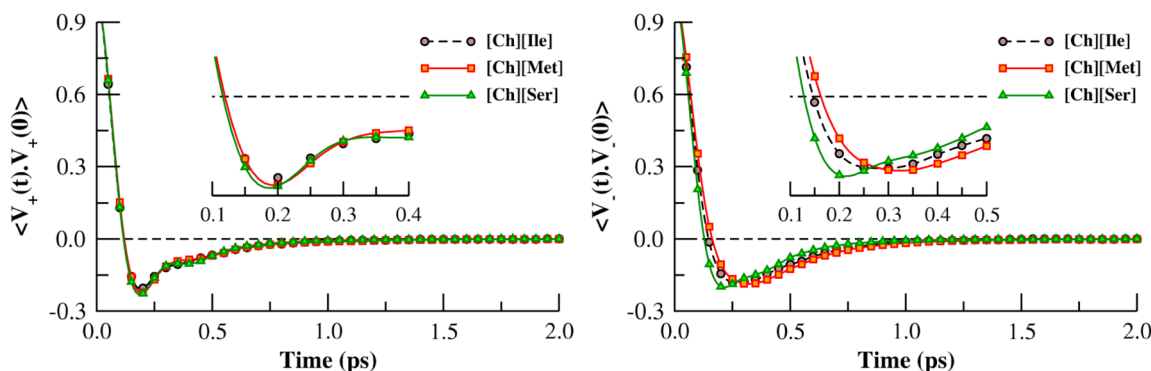 <V₊(t).V₊(0)>
0.9
0.6
0.3
0.0
-0.3
[Ch][Ile]
[Ch][Met]
[Ch][Ser]
0.1 0.2 0.3 0.4
0.0 0.5 1.0 1.5 2.0
Time (ps)
<V₋(t).V₋(0)>
0.9
0.6
0.3
0.0
-0.3
[Ch][Ile]
[Ch][Met]
[Ch][Ser]
0.1 0.2 0.3 0.4 0.5
0.0 0.5 1.0 1.5 2.0
Time (ps)